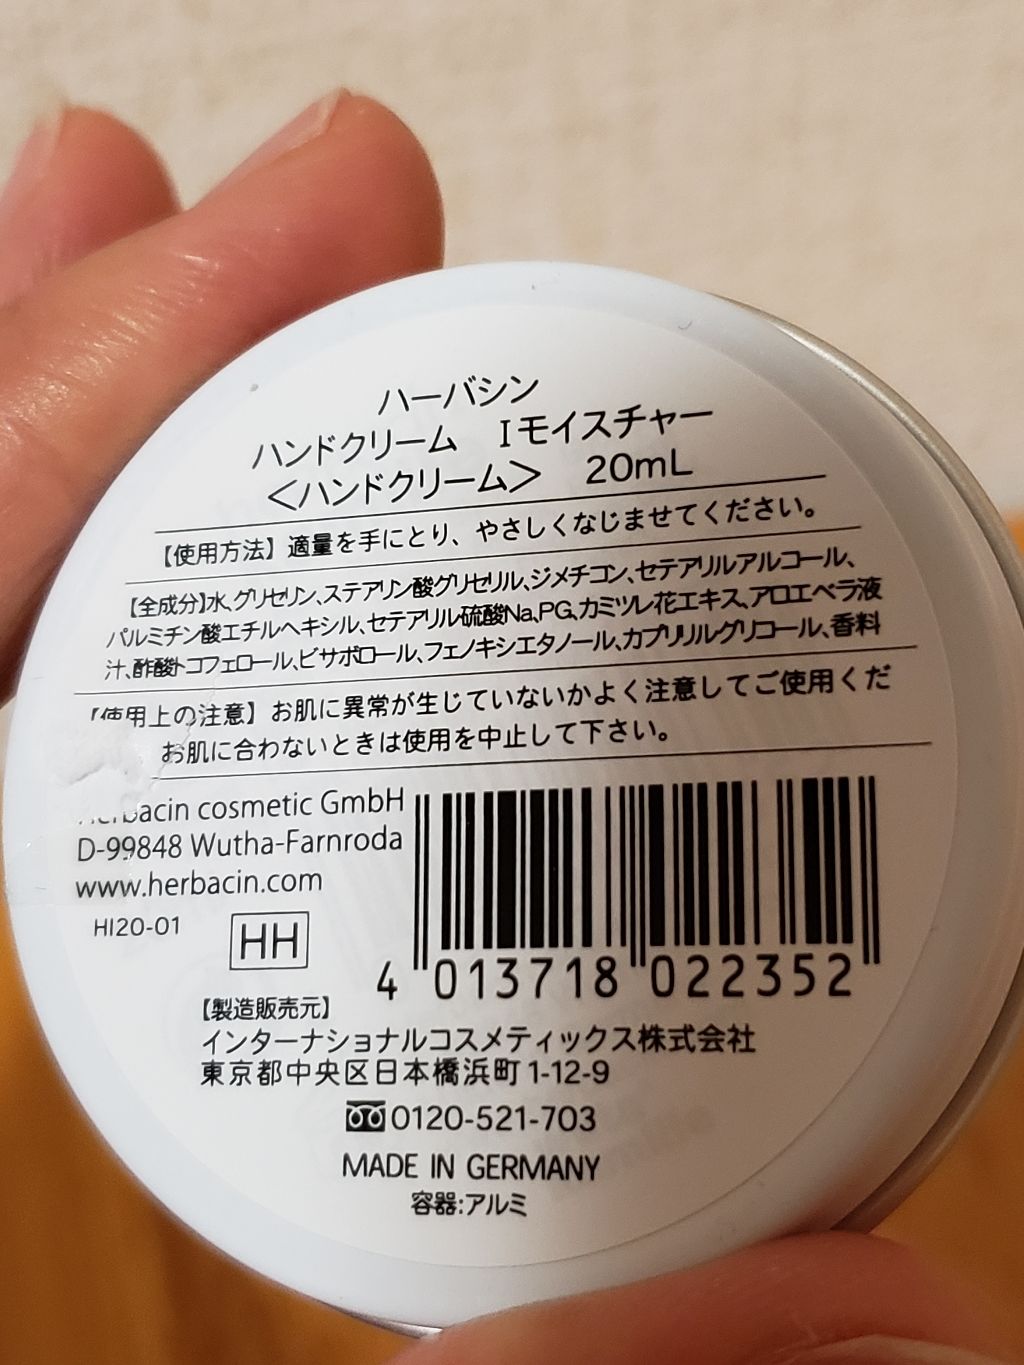 ハーバシン
ハンドクリーム Iモイスチャー
<ハンドクリーム> 20mL
【使用方法】適量を手にとり、やさしくなじませてください。
【全成分】水、グリセリン、ステアリン酸グリセリル、ジメチコン、セテアリルアルコール、
パルミチン酸エチルヘキシル、セテアリル硫酸Na、PG、カミツレ花エキス、アロエベラ液
汁、酢酸トコフェロール、ビサボロール、フェノキシエタノール、カプリリルグリコール、香料
【使用上の注意】お肌に異常が生じていないかよく注意してご使用くだ
お肌に合わないときは使用を中止して下さい。
herbacin cosmetic GmbH
D-99848 Wutha-Farnroda
www.herbacin.com
HI20-01
HH
4 013718 022352
【製造販売元】
インターナショナルコスメティックス株式会社
東京都中央区日本橋浜町1-12-9
0120-521-703
MADE IN GERMANY
容器:アルミ